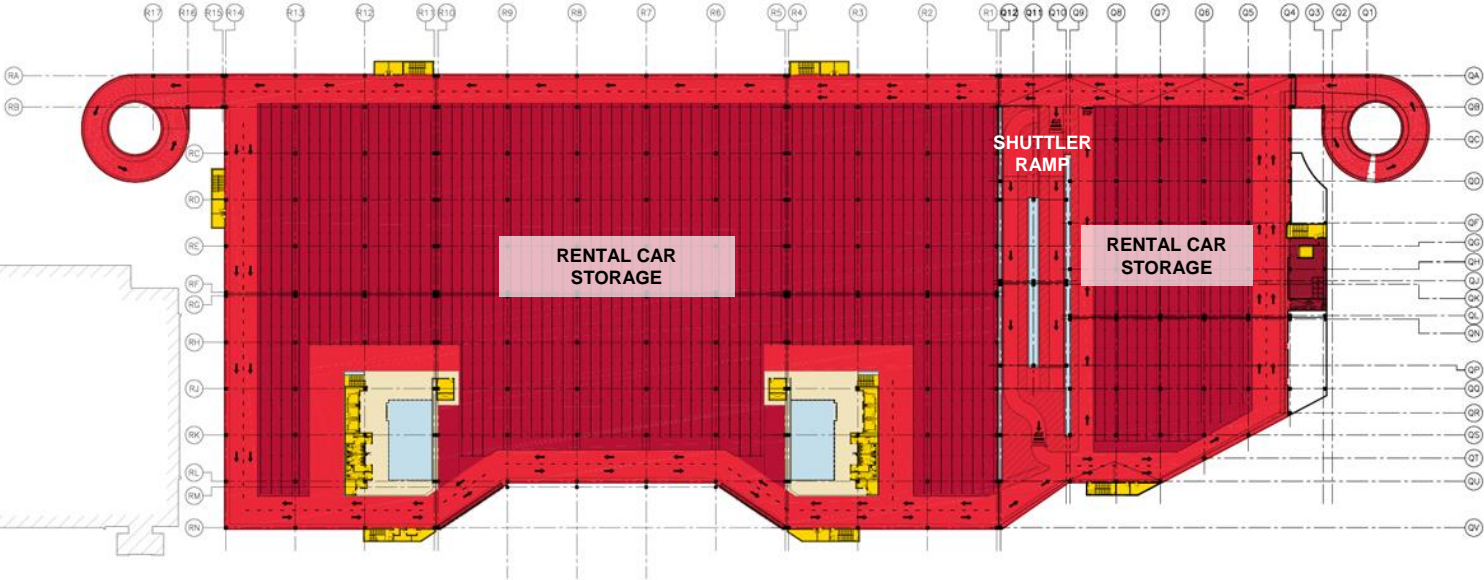 R17 R16 R15 R14 R13 R12 R11 R10 R9 R8 R7 R6 R5 R4 R3 R2 R1 Q12 Q11 Q10 Q9 Q8 Q7 Q6 Q5 Q4 Q3 Q2 Q1
RA
RB
RC
RD
RE
RF
RG
RH
RJ
RK
RL
RM
RN
RENTAL CAR
STORAGE
SHUTTLER
RAMP
RENTAL CAR
STORAGE
QA
QB
QC
QD
QF
QG
QH
QJ
QK
QL
QN
QP
QQ
QR
QS
QT
QU
QV